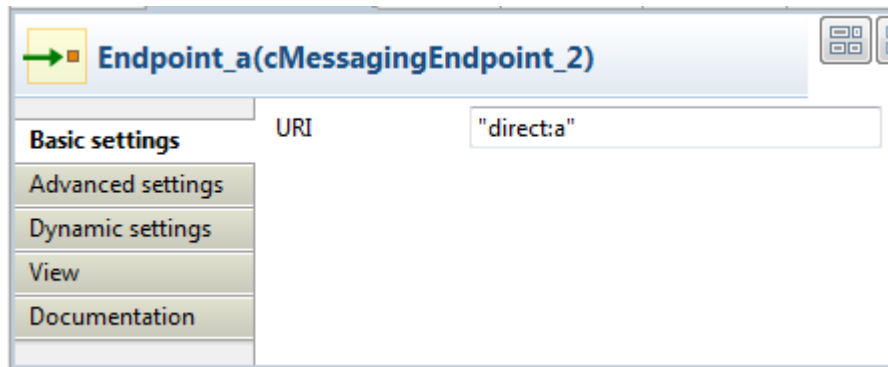 Endpoint_a(cMessagingEndpoint_2)
Basic settings
URI
"direct:a"
Advanced settings
Dynamic settings
View
Documentation